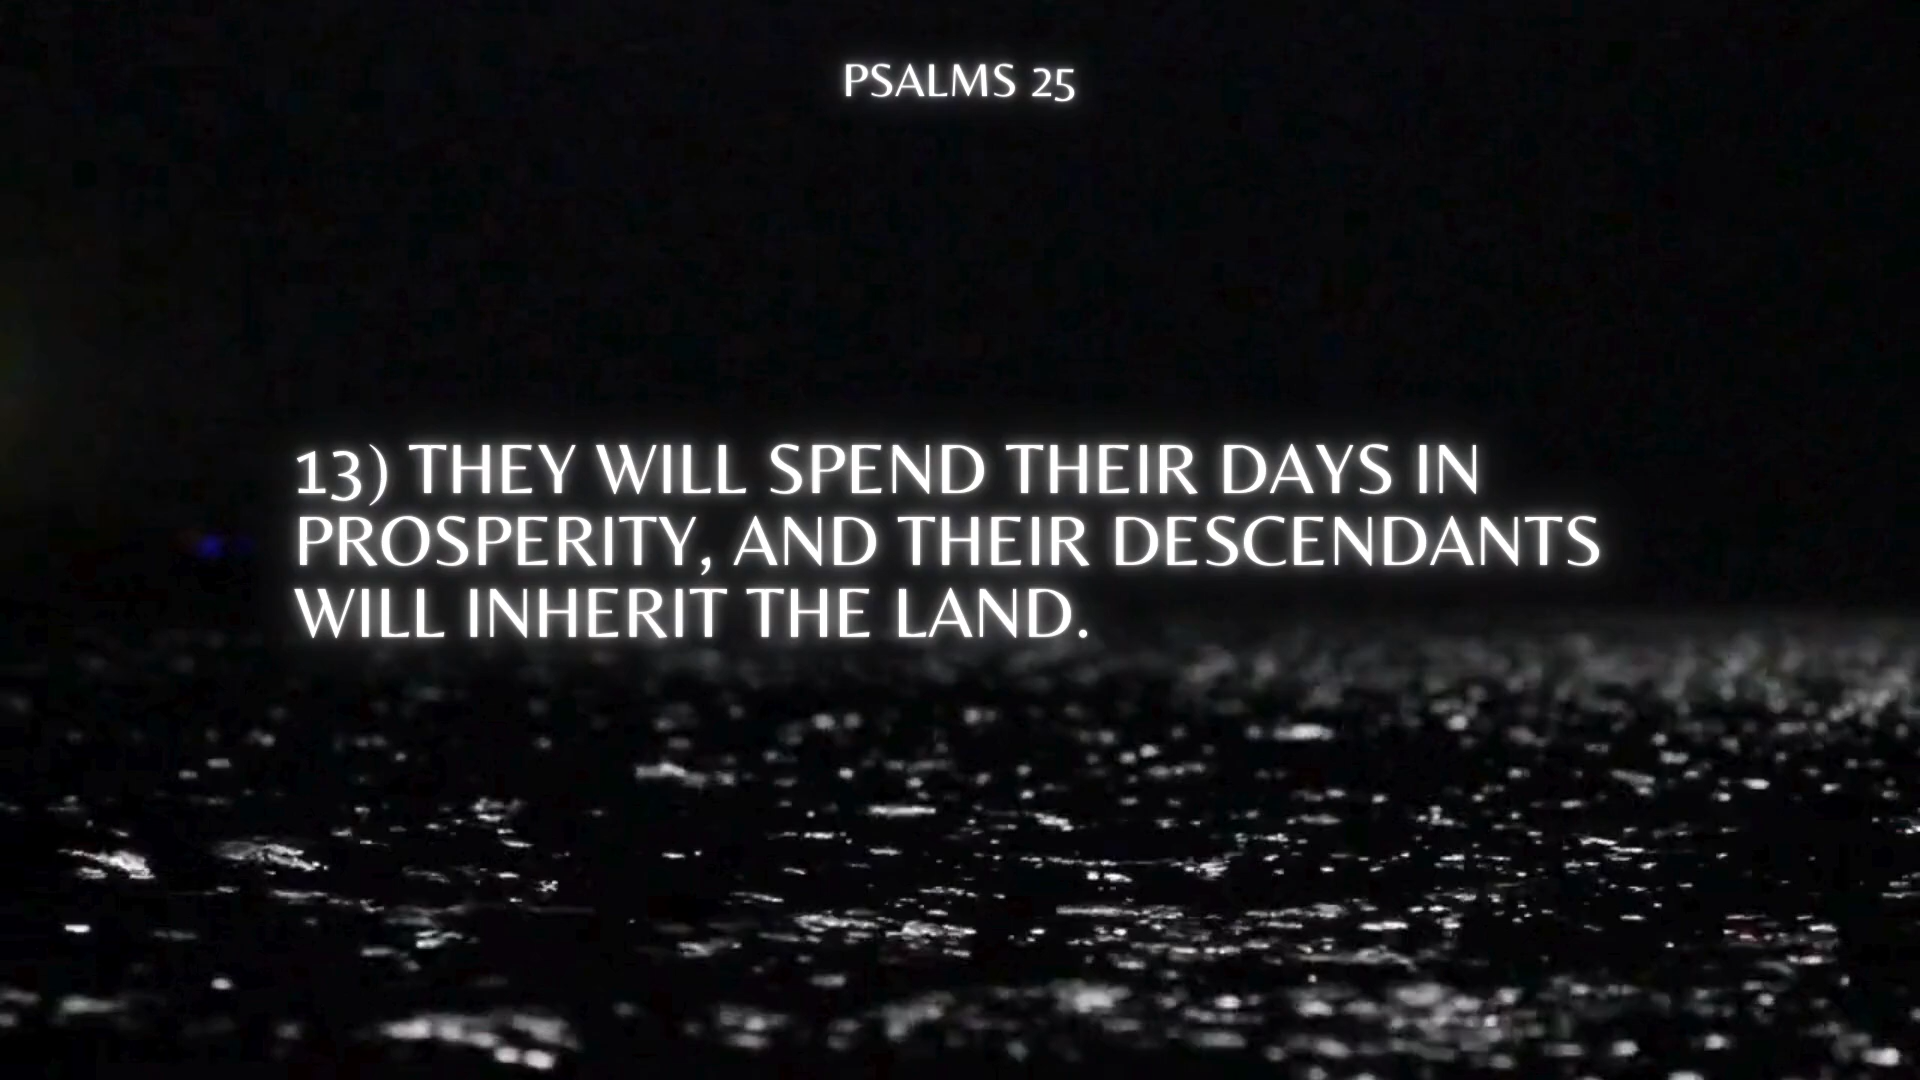 PSALMS 25
13) THEY WILL SPEND THEIR DAYS IN
PROSPERITY, AND THEIR DESCENDANTS
WILL INHERIT THE LAND.